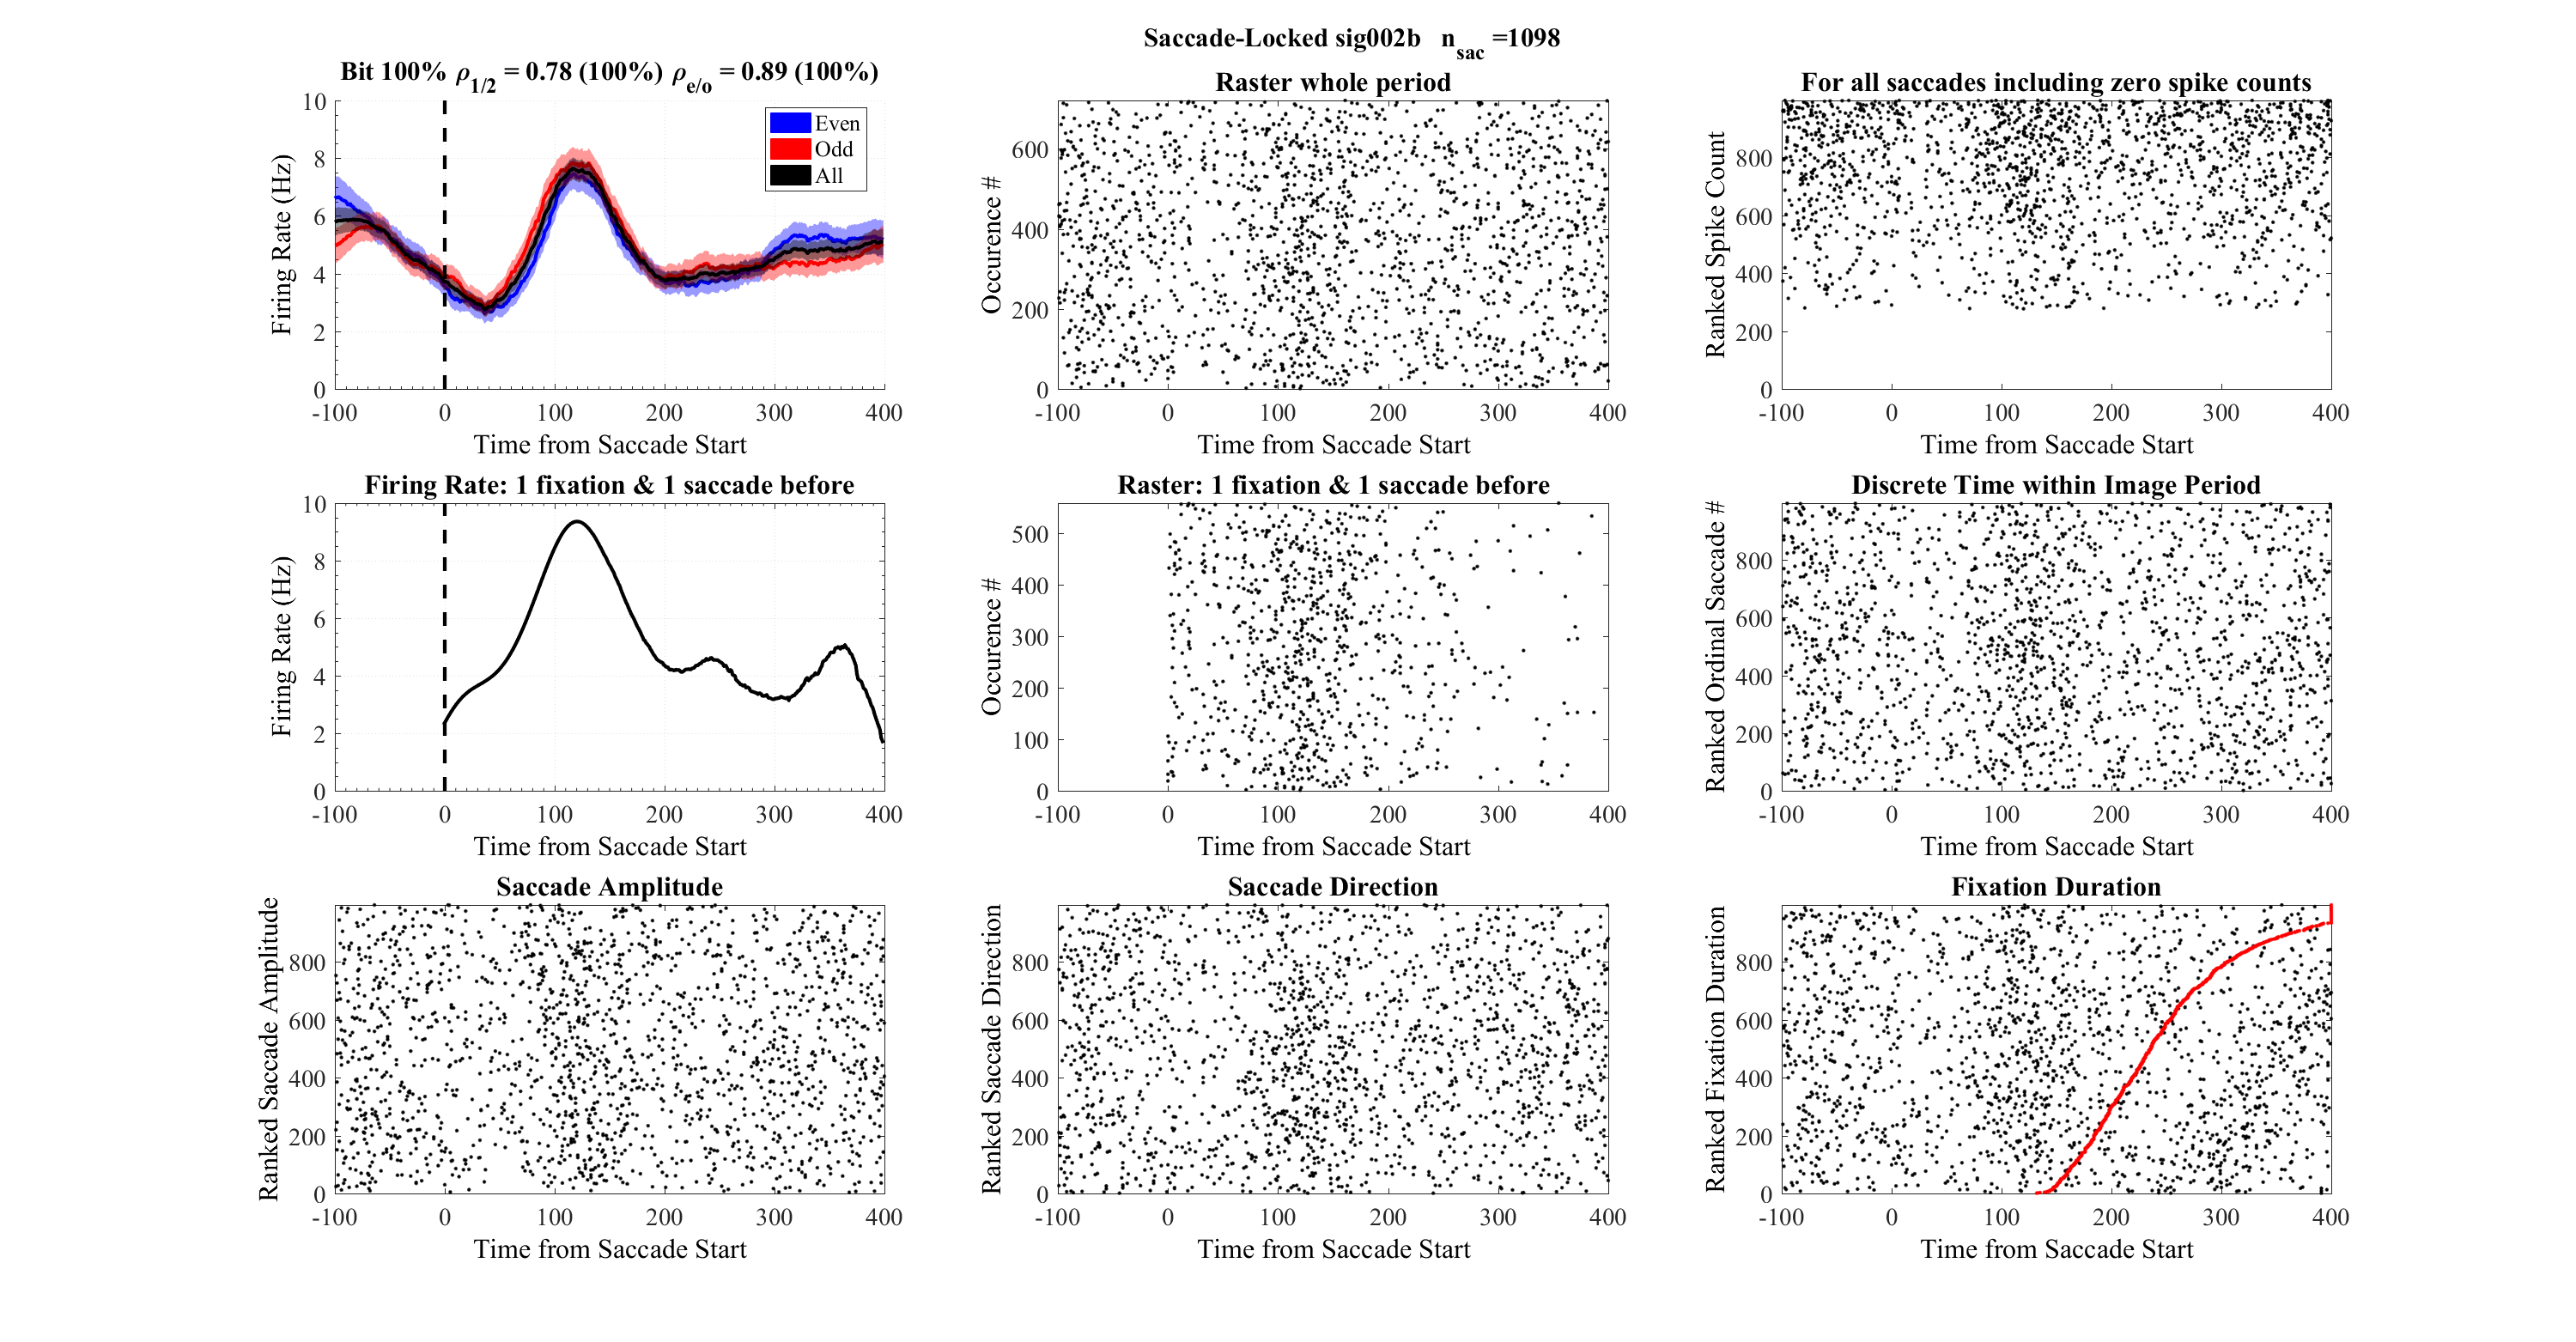 Saccade-Locked sig002b n_sac =1098
Bit 100% ρ_1/2 = 0.78 (100%) ρ_e/o = 0.89 (100%)
10
8
6
4
2
0
Firing Rate (Hz)
Even
Odd
All
-100 0 100 200 300 400
Time from Saccade Start
Raster whole period
600
400
200
0
Occurence #
-100 0 100 200 300 400
Time from Saccade Start
For all saccades including zero spike counts
800
600
400
200
0
Ranked Spike Count
-100 0 100 200 300 400
Time from Saccade Start
Firing Rate: 1 fixation & 1 saccade before
10
8
6
4
2
0
Firing Rate (Hz)
-100 0 100 200 300 400
Time from Saccade Start
Raster: 1 fixation & 1 saccade before
500
400
300
200
100
0
Occurence #
-100 0 100 200 300 400
Time from Saccade Start
Discrete Time within Image Period
800
600
400
200
0
Ranked Ordinal Saccade #
-100 0 100 200 300 400
Time from Saccade Start
Saccade Amplitude
800
600
400
200
0
Ranked Saccade Amplitude
-100 0 100 200 300 400
Time from Saccade Start
Saccade Direction
800
600
400
200
0
Ranked Saccade Direction
-100 0 100 200 300 400
Time from Saccade Start
Fixation Duration
800
600
400
200
0
Ranked Fixation Duration
-100 0 100 200 300 400
Time from Saccade Start